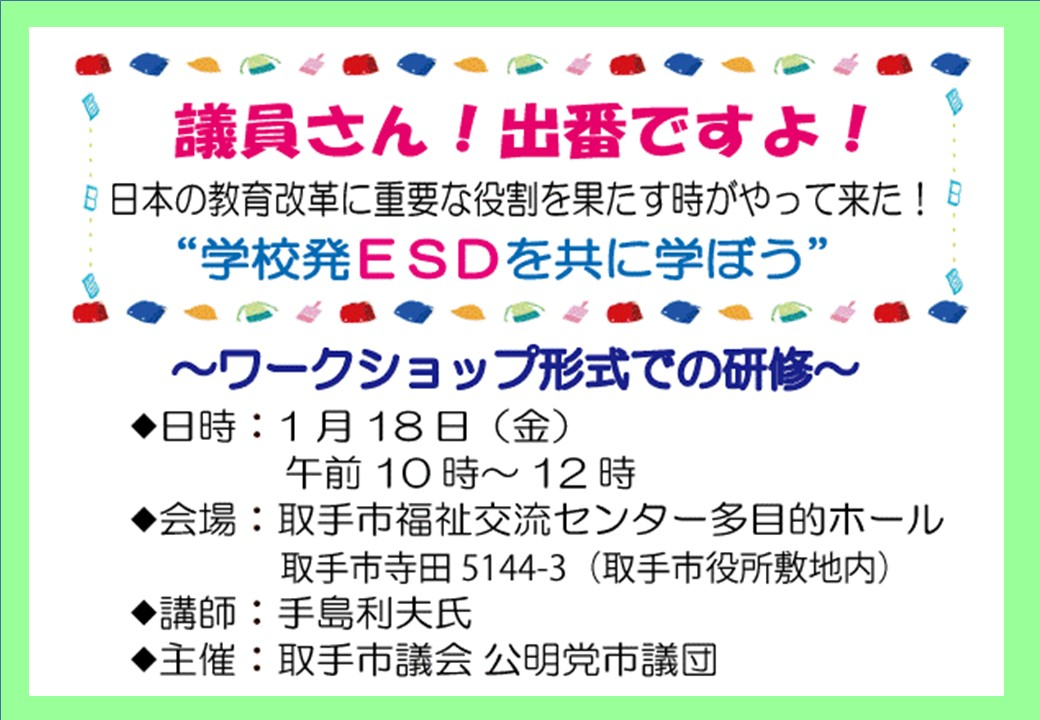 議員さん！出番ですよ！
日本の教育改革に重要な役割を果たす時がやって来た！
“学校発ＥＳＤを共に学ぼう”
～ワークショップ形式での研修～
◆日時：１月18日（金）
午前10時～12時
◆会場：取手市福祉交流センター多目的ホール
取手市寺田5144-3（取手市役所敷地内）
◆講師：手島利夫氏
◆主催：取手市議会 公明党市議団